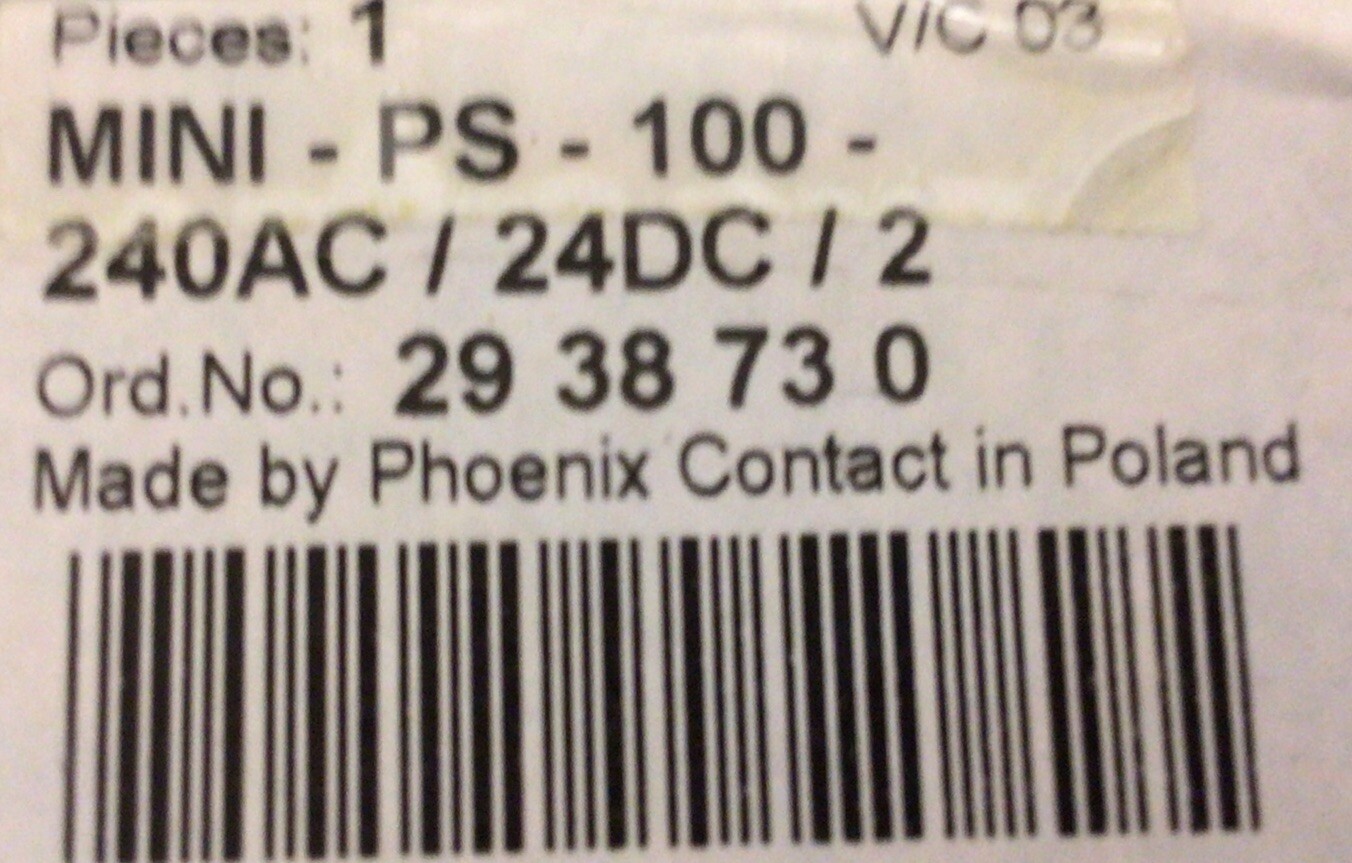 Pieces: 1 V/C 03
MINI - PS - 100 -
240AC / 24DC / 2
Ord.No.: 29 38 73 0
Made by Phoenix Contact in Poland